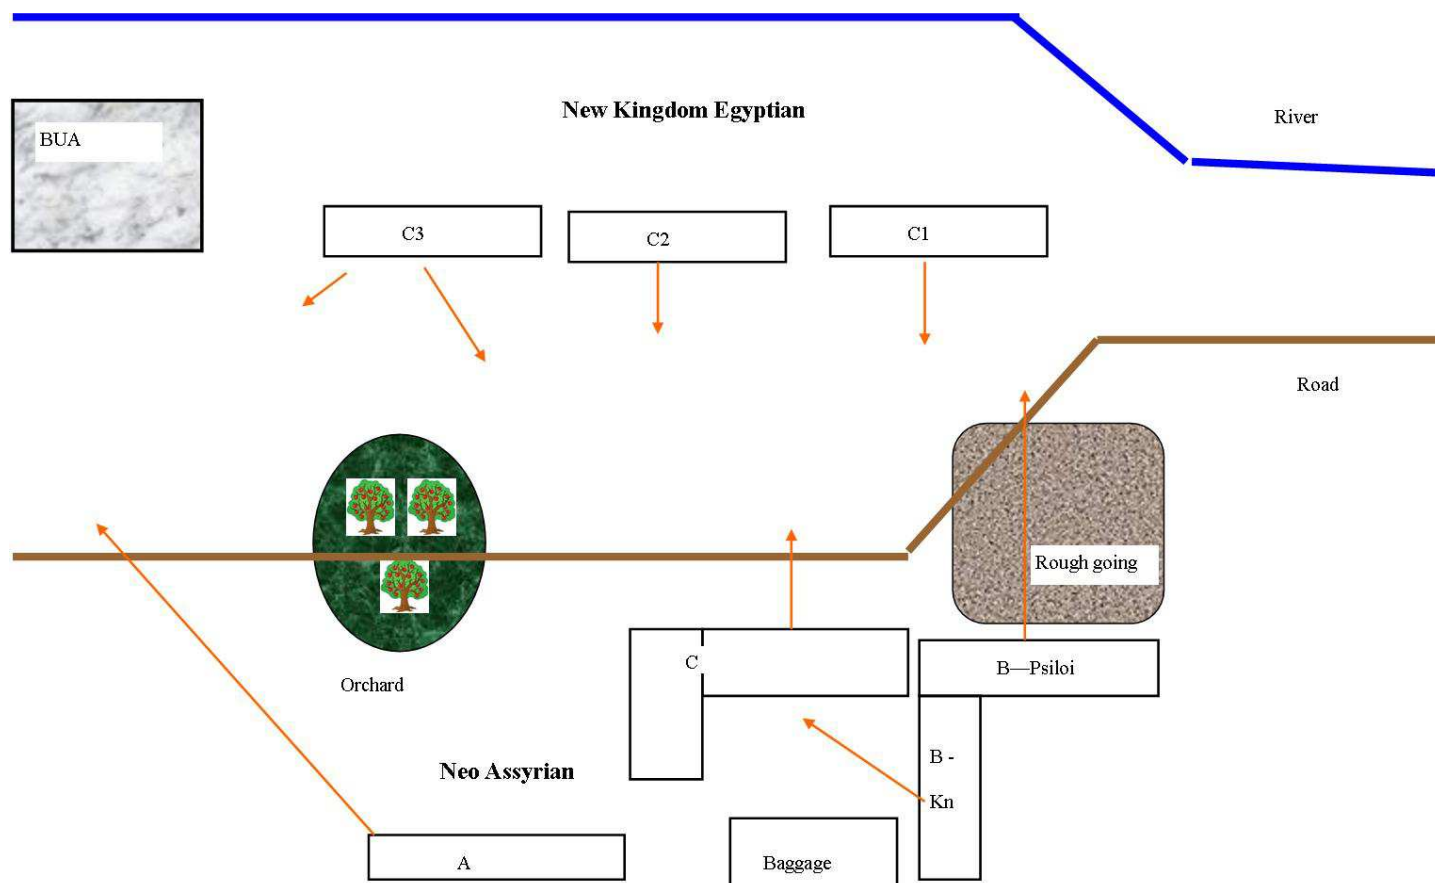 New Kingdom Egyptian
River
BUA
C3
C2
C1
Road
Rough going
Orchard
C
B—Psiloi
Neo Assyrian
B -
Kn
A
Baggage